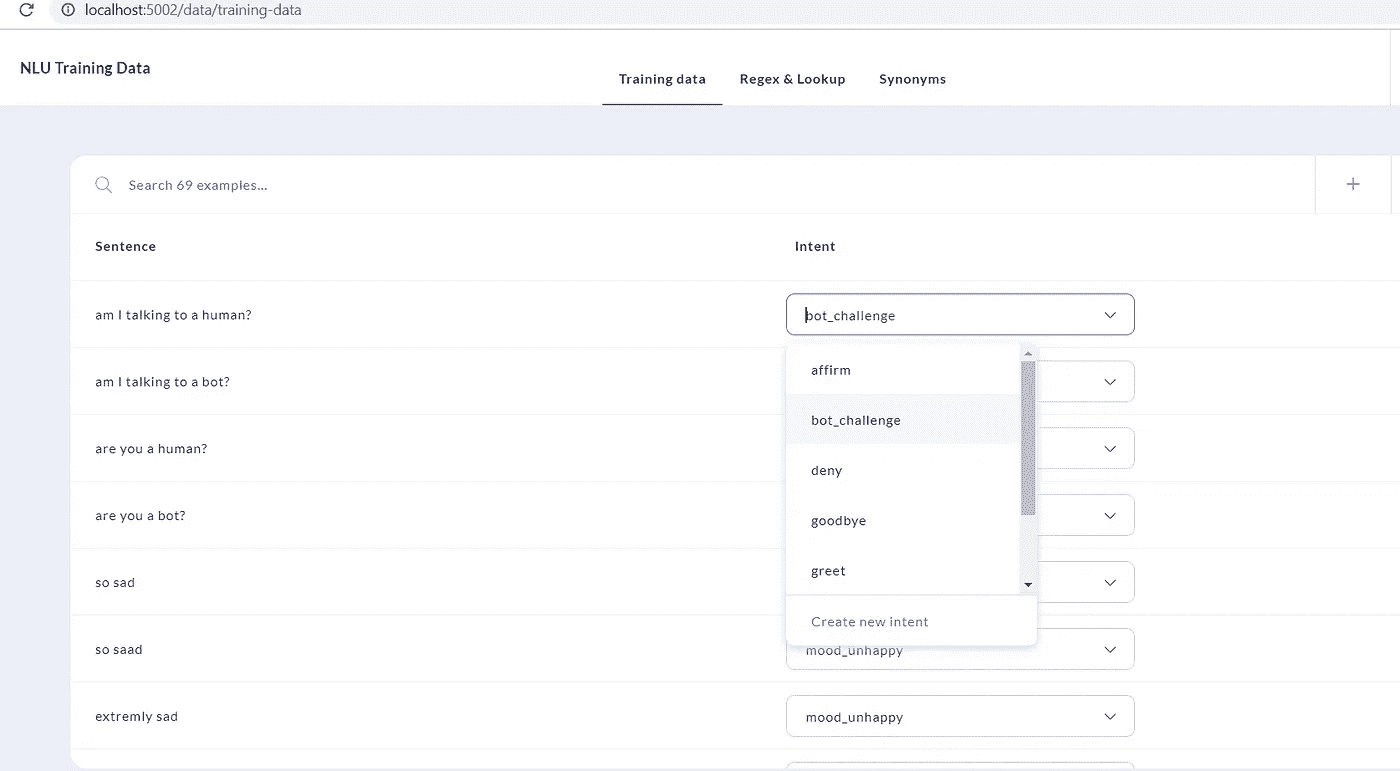 localhost:5002/data/training-data
NLU Training Data
Training data Regex & Lookup Synonyms
Search 69 examples...
Sentence Intent
am I talking to a human? bot_challenge
affirm
am I talking to a bot?
bot_challenge
are you a human?
deny
are you a bot?
goodbye
greet
so sad
Create new intent
so saad mood_unhappy
extremly sad mood_unhappy